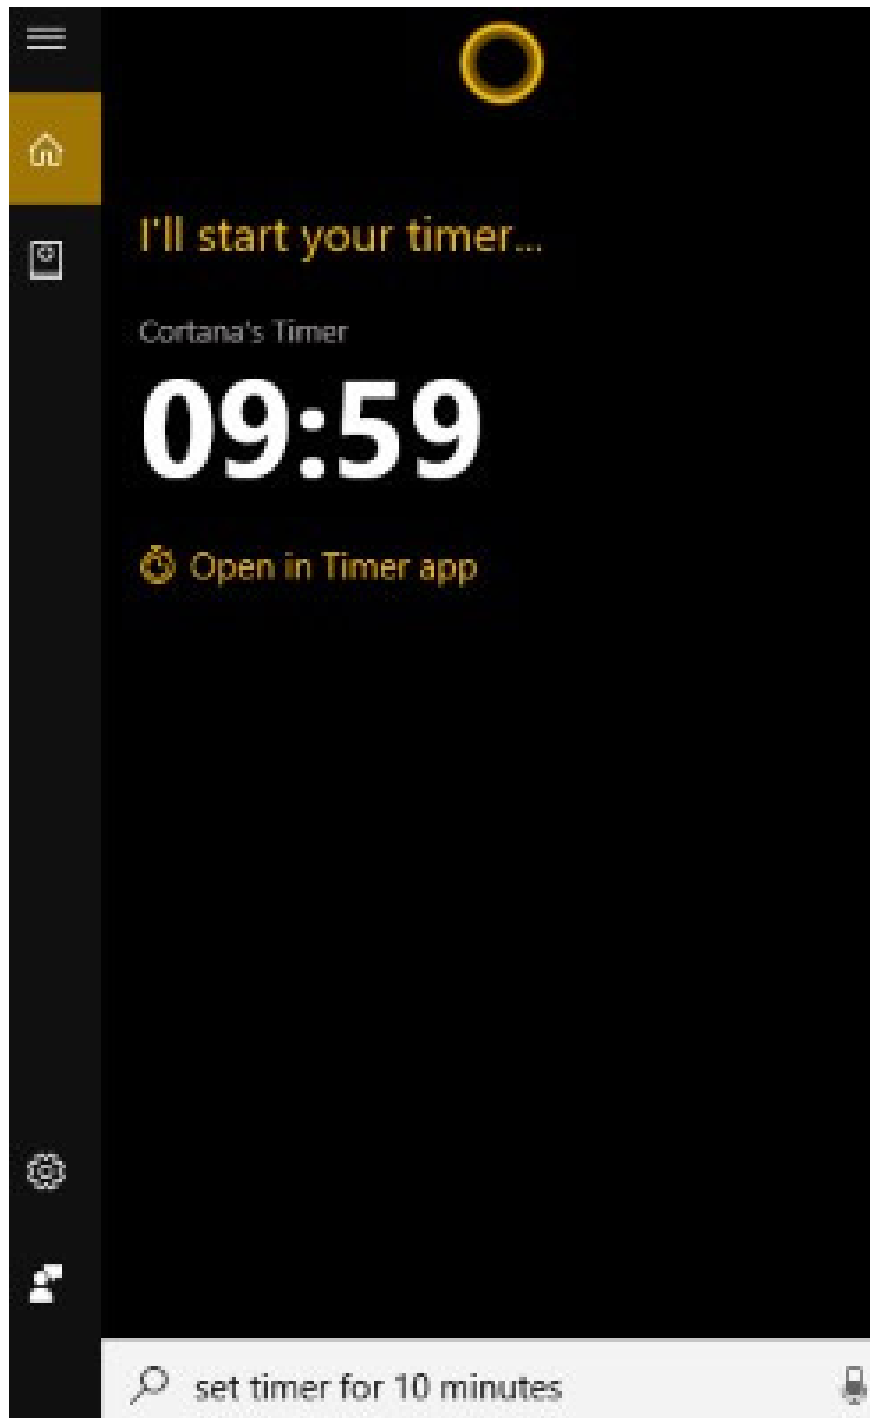 I'll start your timer...
Cortana's Timer
09:59
Open in Timer app
set timer for 10 minutes